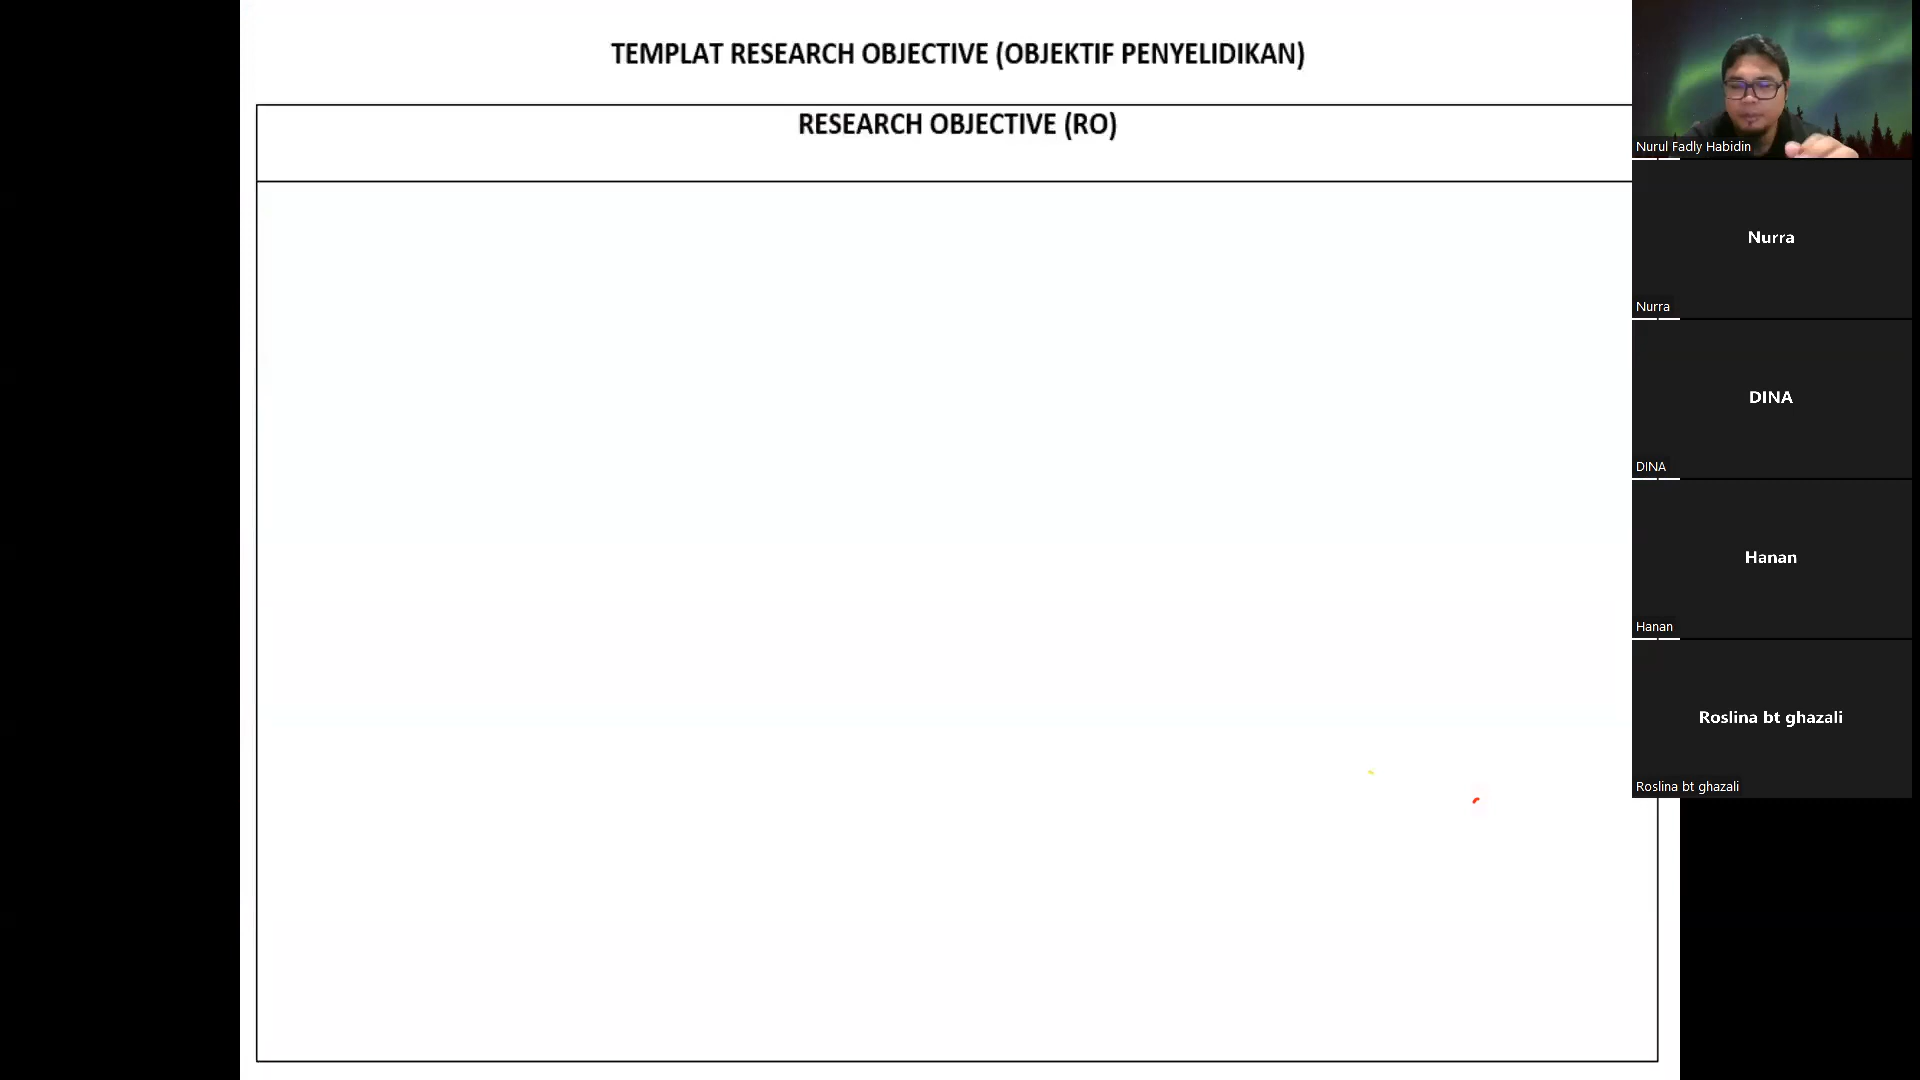 TEMPLAT RESEARCH OBJECTIVE (OBJEKTIF PENYELIDIKAN)
RESEARCH OBJECTIVE (RO)
Nurul Fadly Habidin
Nurra
Nurra
DINA
DINA
Hanan
Hanan
Roslina bt ghazali
Roslina bt ghazali